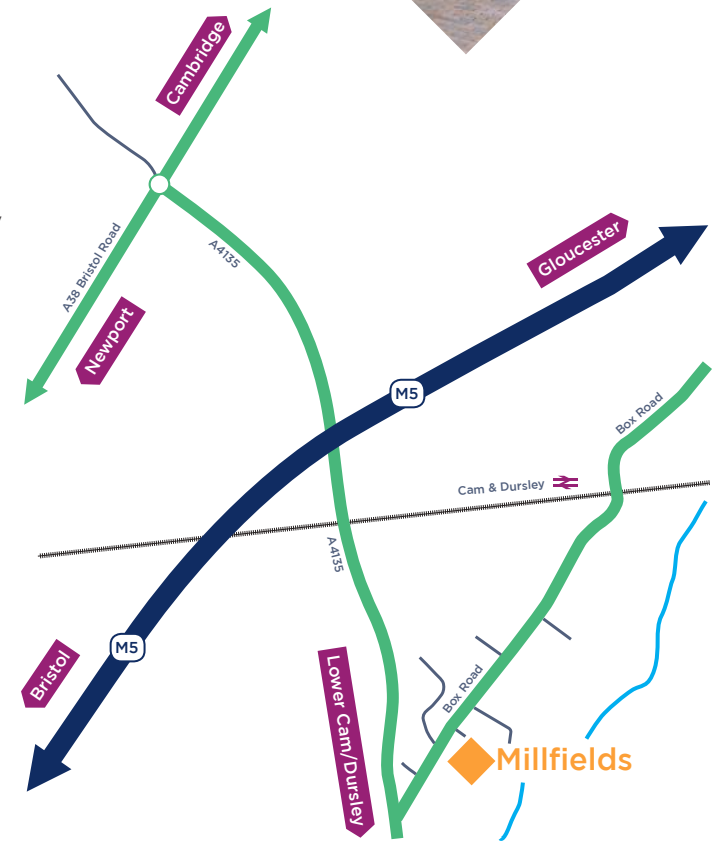 Cambridge
A38 Bristol Road
A4135
Gloucester
Newport
M5
Box Road
Cam & Dursley
A4135
M5
Bristol
Lower Cam/Dursley
Box Road
Millfields